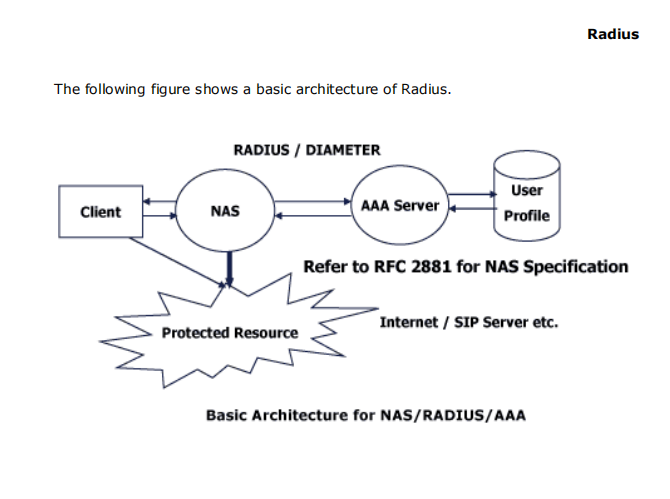 Radius
The following figure shows a basic architecture of Radius.
RADIUS / DIAMETER
Client
NAS
AAA Server
User
Profile
Refer to RFC 2881 for NAS Specification
Protected Resource
Internet / SIP Server etc.
Basic Architecture for NAS/RADIUS/AAA